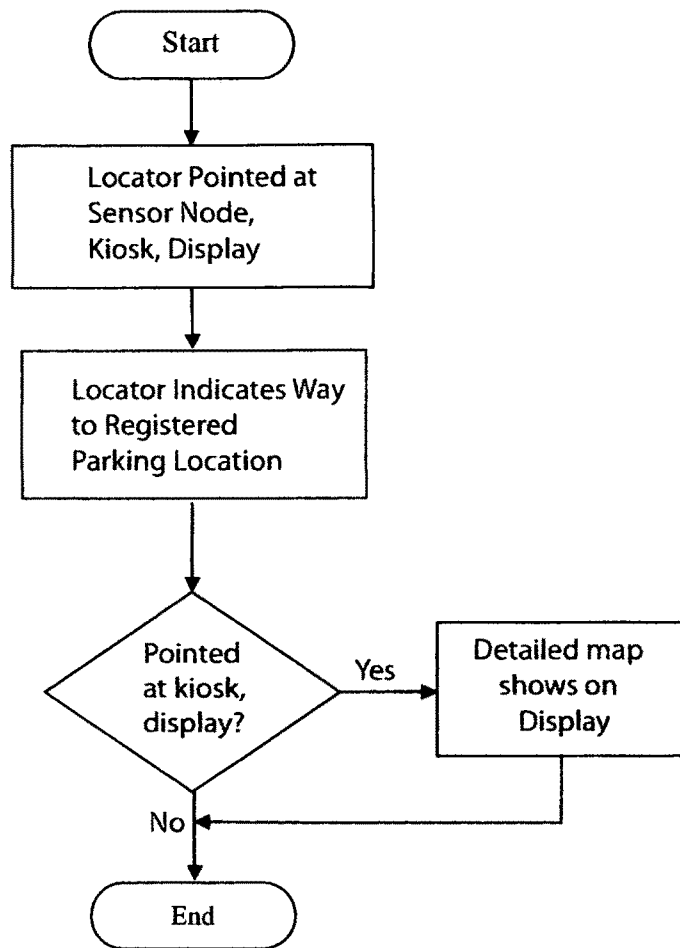 Start
Locator Pointed at
Sensor Node,
Kiosk, Display
Locator Indicates Way
to Registered
Parking Location
Pointed
at kiosk,
display?
Yes
Detailed map
shows on
Display
No
End